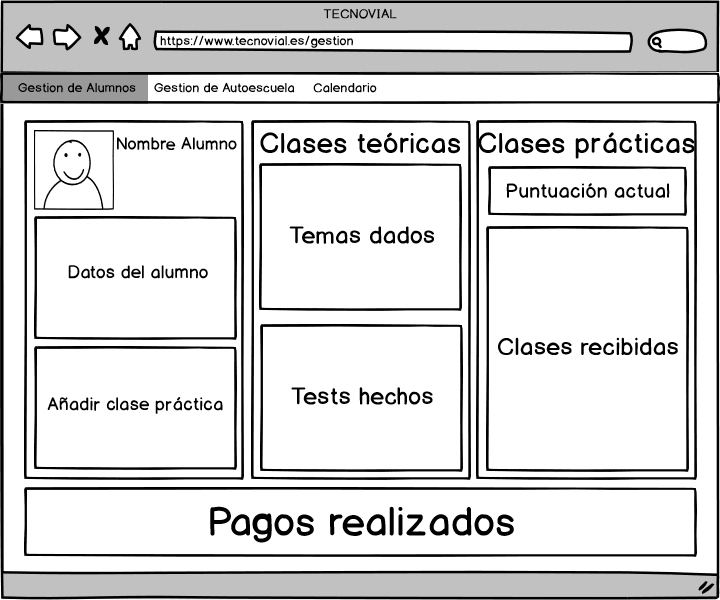 TECNOVIAL
https://www.tecnovial.es/gestion
Gestion de Alumnos Gestion de Autoescuela Calendario
Nombre Alumno
Datos del alumno
Añadir clase práctica
Clases teóricas
Temas dados
Tests hechos
Clases prácticas
Puntuación actual
Clases recibidas
Pagos realizados